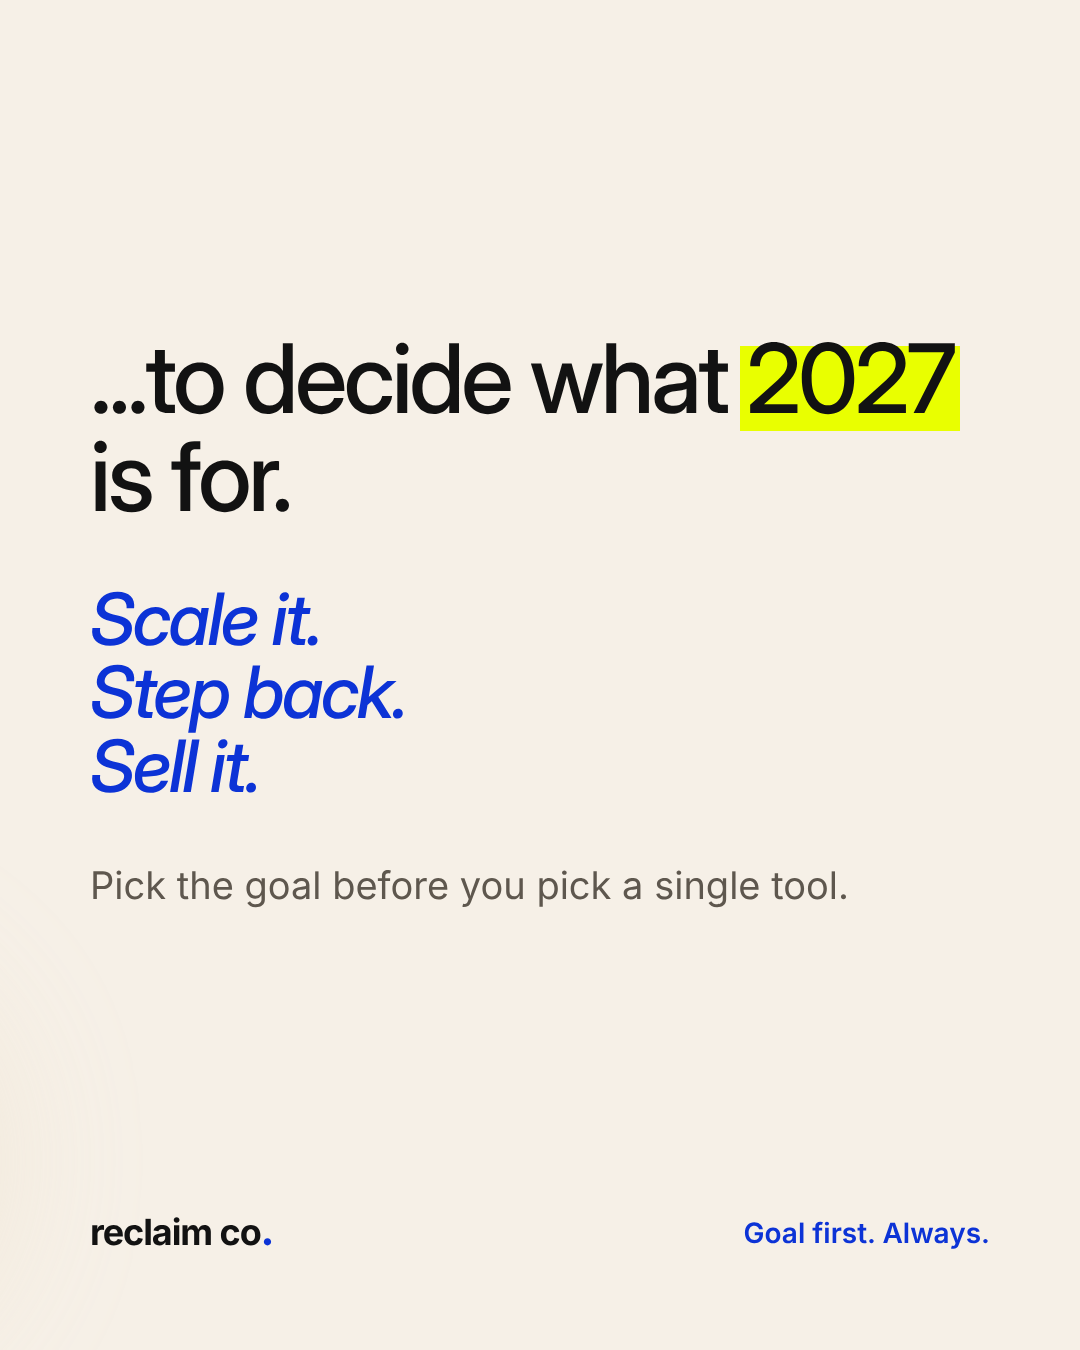 ...to decide what 2027
is for.
Scale it.
Step back.
Sell it.
Pick the goal before you pick a single tool.
reclaim co.
Goal first. Always.